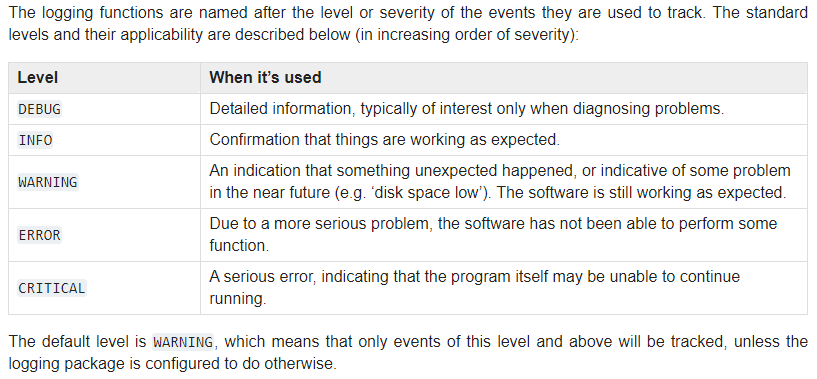 The logging functions are named after the level or severity of the events they are used to track. The standard
levels and their applicability are described below (in increasing order of severity):
Level When it’s used
DEBUG Detailed information, typically of interest only when diagnosing problems.
INFO Confirmation that things are working as expected.
WARNING An indication that something unexpected happened, or indicative of some problem
in the near future (e.g. ‘disk space low’). The software is still working as expected.
ERROR Due to a more serious problem, the software has not been able to perform some
function.
CRITICAL A serious error, indicating that the program itself may be unable to continue
running.
The default level is WARNING, which means that only events of this level and above will be tracked, unless the
logging package is configured to do otherwise.